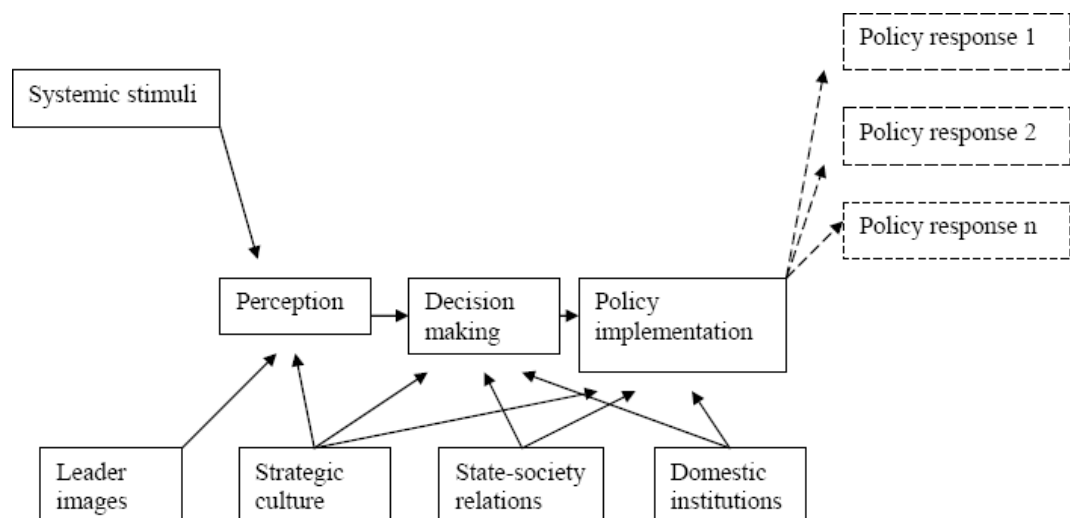 Policy response 1
Systemic stimuli
Policy response 2
Policy response n
Perception
Decision
making
Policy
implementation
Leader
images
Strategic
culture
State-society
relations
Domestic
institutions